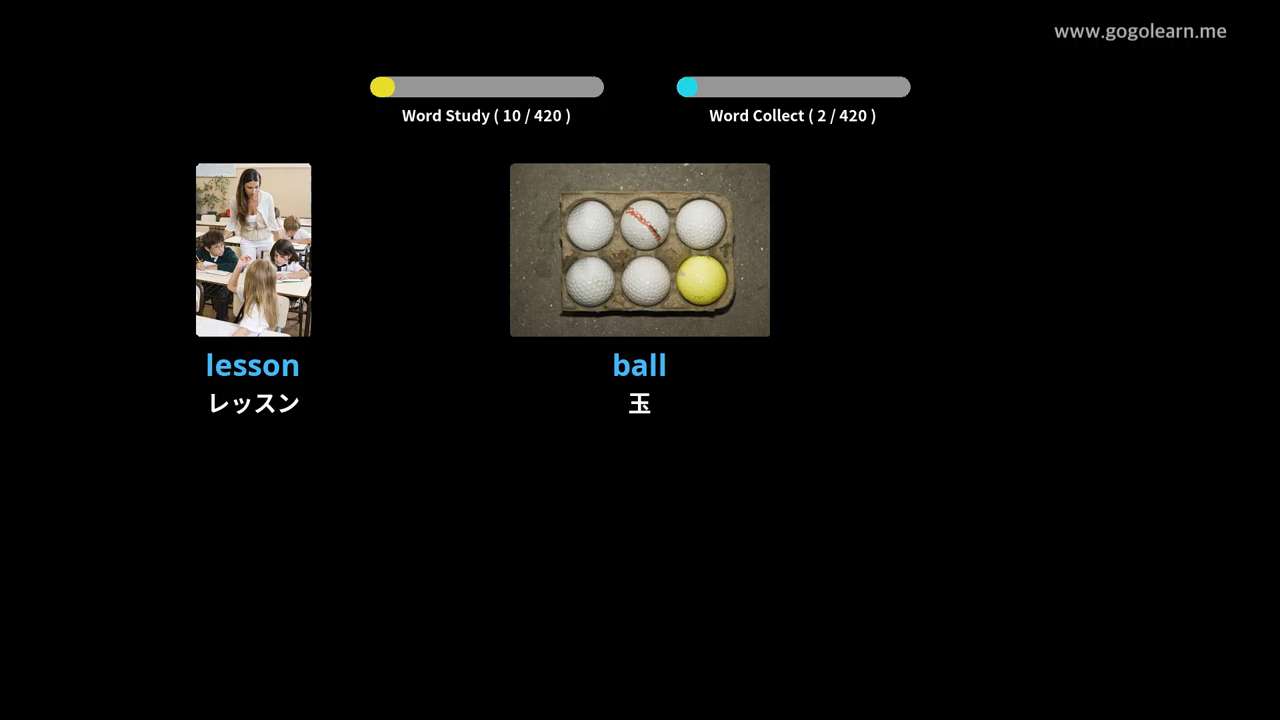 www.gogolearn.me
Word Study ( 10 / 420 )
Word Collect ( 2 / 420 )
lesson
レッスン
ball
玉